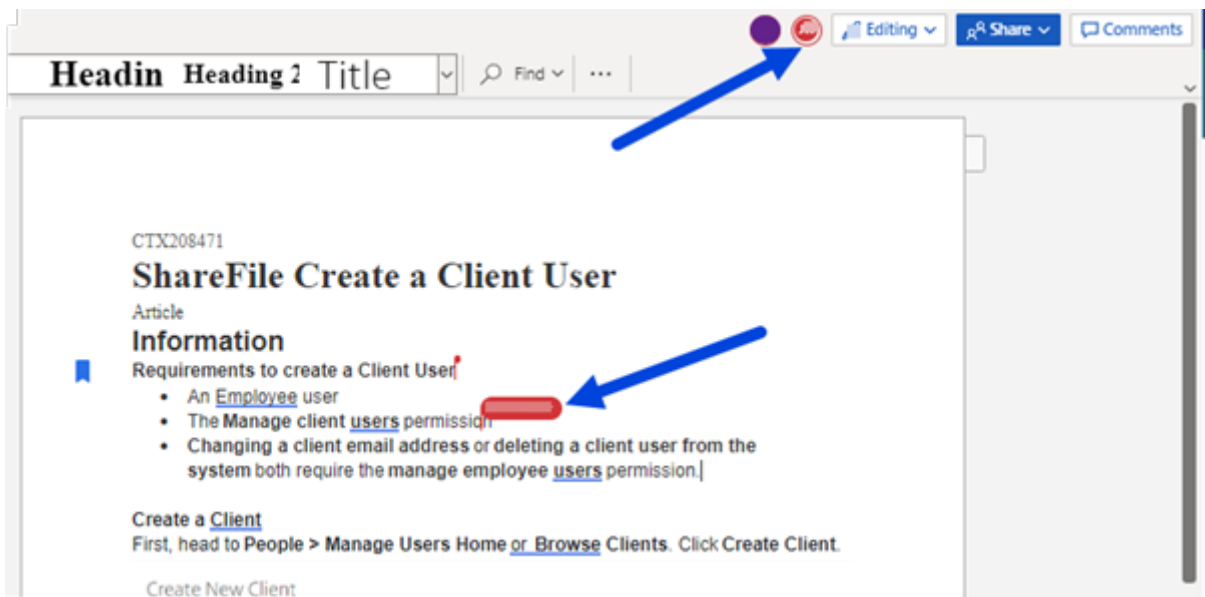 Editing
Share
Comments
Headin Heading 2 Title
Find
CTX208471
ShareFile Create a Client User
Article
Information
Requirements to create a Client User
• An Employee user
• The Manage client users permission
• Changing a client email address or deleting a client user from the
system both require the manage employee users permission.
Create a Client
First, head to People > Manage Users Home or Browse Clients. Click Create Client.
Create New Client